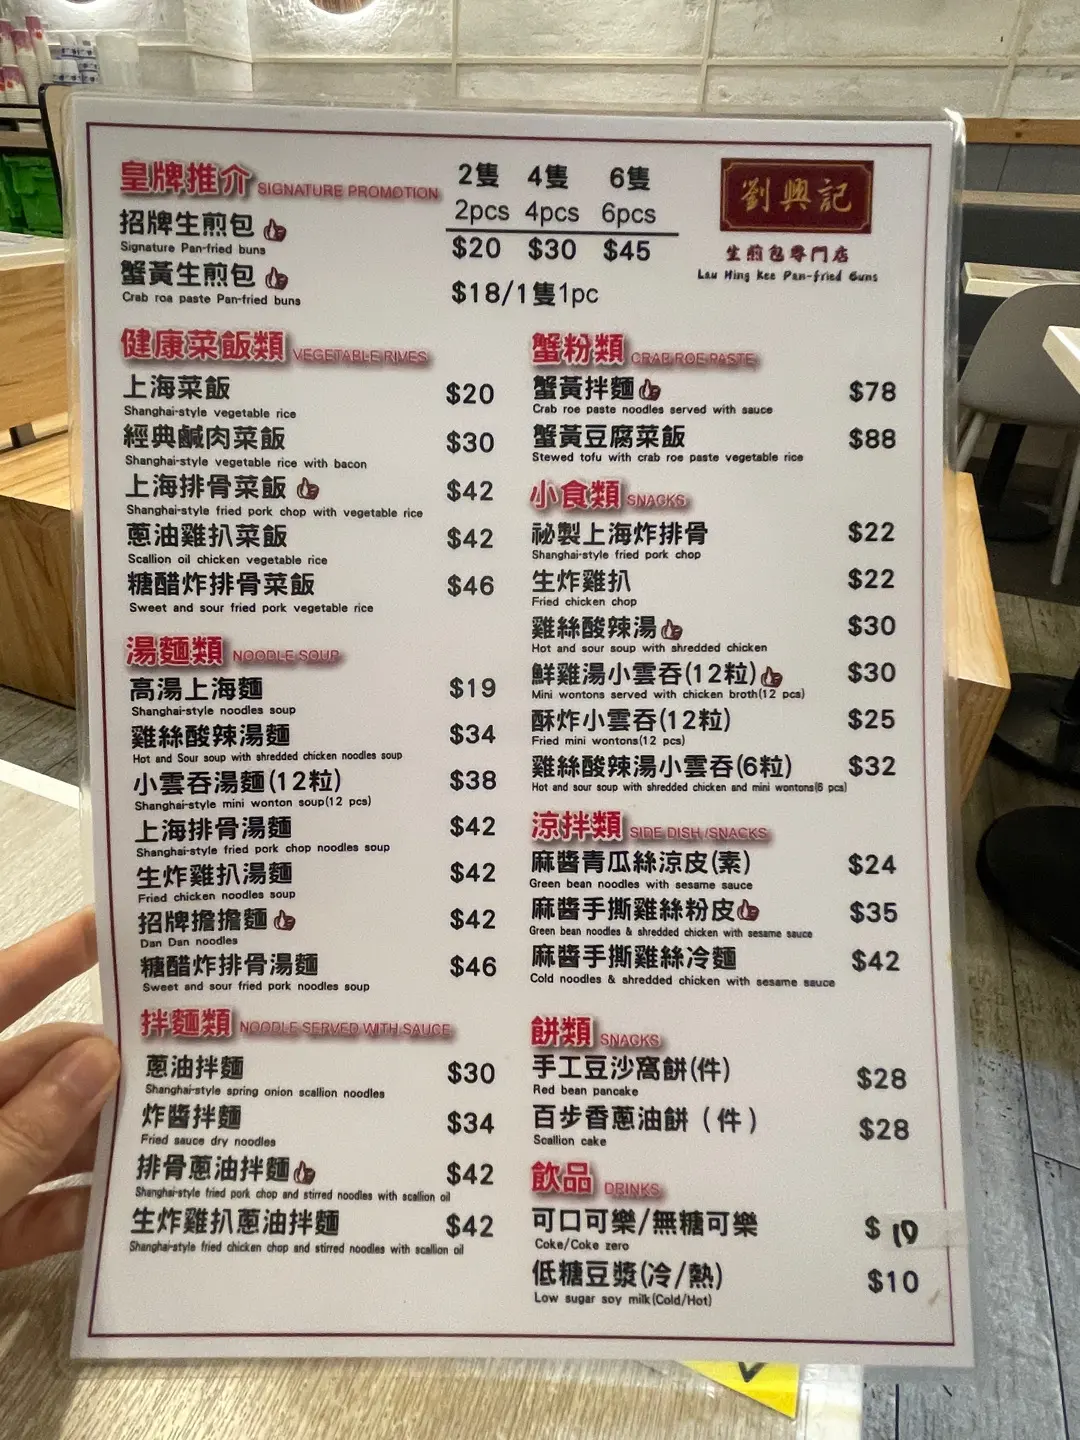 皇牌推介 SIGNATURE PROMOTION
2隻 4隻 6隻
2pcs 4pcs 6pcs
招牌生煎包 $20 $30 $45
Signature Pan-fried buns
蟹黃生煎包 $18/1隻1pc
Crab roa paste Pan-fried buns
劉興記
生煎包專門店
Lau Hing Kee Pan-fried Buns
健康菜飯類 VEGETABLE RIVES
上海菜飯 $20
Shanghai-style vegetable rice
經典鹹肉菜飯 $30
Shanghai-style vegetable rice with bacon
上海排骨菜飯 $42
Shanghai-style fried pork chop with vegetable rice
蔥油雞扒菜飯 $42
Scallion oil chicken vegetable rice
糖醋炸排骨菜飯 $46
Sweet and sour fried pork vegetable rice
湯麵類 NOODLE SOUP
高湯上海麵 $19
Shanghai-style noodles soup
雞絲酸辣湯麵 $34
Hot and Sour soup with shredded chicken noodles soup
小雲吞湯麵(12粒) $38
Shanghai-style mini wonton soup(12 pcs)
上海排骨湯麵 $42
Shanghai-style fried pork chop noodles soup
生炸雞扒湯麵 $42
Fried chicken noodles soup
招牌擔擔麵 $42
Dan Dan noodles
糖醋炸排骨湯麵 $46
Sweet and sour fried pork noodles soup
拌麵類 NOODLE SERVED WITH SAUCE
蔥油拌麵 $30
Shanghai-style spring onion scallion noodles
炸醬拌麵 $34
Fried sauce dry noodles
排骨蔥油拌麵 $42
Shanghai-style fried pork chop and stirred noodles with scallion oil
生炸雞扒蔥油拌麵 $42
Shanghai-style fried chicken chop and stirred noodles with scallion oil
蟹粉類 CRAB ROE PASTE
蟹黃拌麵 $78
Crab roe paste noodles served with sauce
蟹黃豆腐菜飯 $88
Stewed tofu with crab roe paste vegetable rice
小食類 SNACKS
祕製上海炸排骨 $22
Shanghai-style fried pork chop
生炸雞扒 $22
Fried chicken chop
雞絲酸辣湯 $30
Hot and sour soup with shredded chicken
鮮雞湯小雲吞(12粒) $30
Mini wontons served with chicken broth(12 pcs)
酥炸小雲吞(12粒) $25
Fried mini wontons(12 pcs)
雞絲酸辣湯小雲吞(6粒) $32
Hot and sour soup with shredded chicken and mini wontons(6 pcs)
涼拌類 SIDE DISH /SNACKS
麻醬青瓜絲涼皮(素) $24
Green bean noodles with sesame sauce
麻醬手撕雞絲粉皮 $35
Green bean noodles & shredded chicken with sesame sauce
麻醬手撕雞絲冷麵 $42
Cold noodles & shredded chicken with sesame sauce
餅類 SNACKS
手工豆沙窩餅(件) $28
Red bean pancake
百步香蔥油餅（件） $28
Scallion cake
飲品 DRINKS
可口可樂/無糖可樂 $ 10
Coke/Coke zero
低糖豆漿(冷/熱) $10
Low sugar soy milk(Cold/Hot)